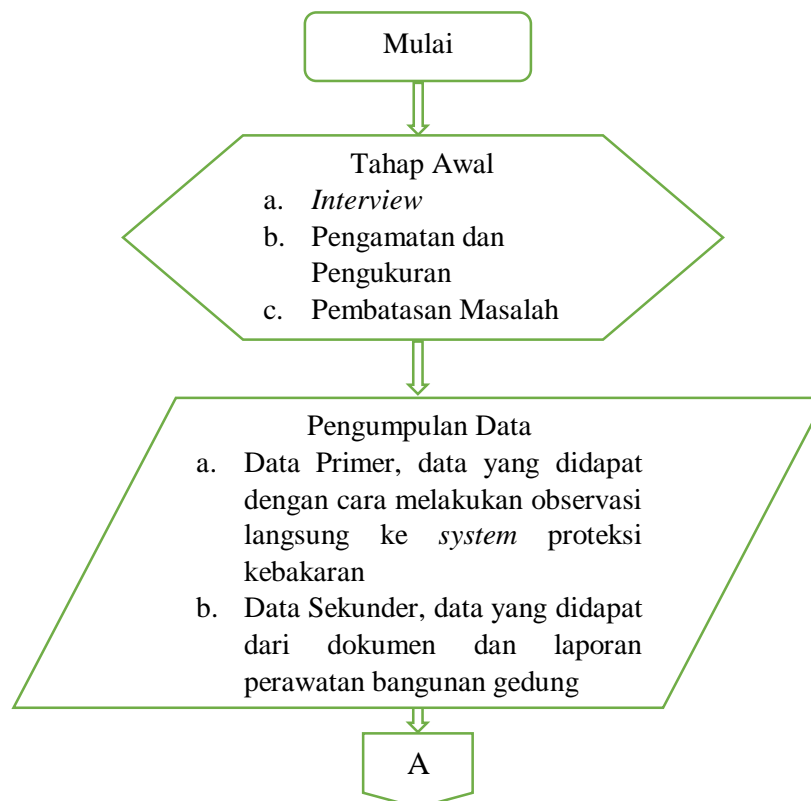 Mulai
Tahap Awal
a. Interview
b. Pengamatan dan
Pengukuran
c. Pembatasan Masalah
Pengumpulan Data
a. Data Primer, data yang didapat
dengan cara melakukan observasi
langsung ke system proteksi
kebakaran
b. Data Sekunder, data yang didapat
dari dokumen dan laporan
perawatan bangunan gedung
A